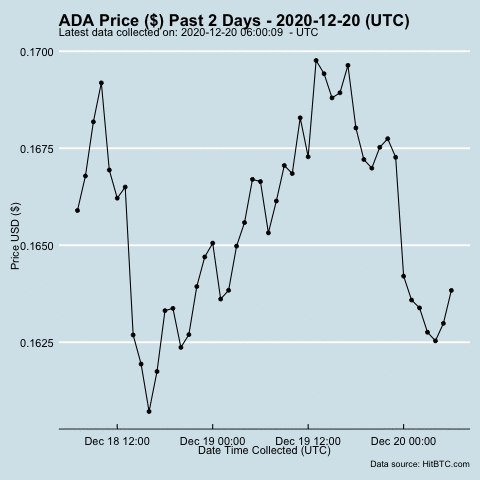 ADA Price ($) Past 2 Days - 2020-12-20 (UTC)
Latest data collected on: 2020-12-20 06:00:09 - UTC
0.1700
0.1675
0.1650
0.1625
Price USD ($)
Dec 18 12:00 Dec 19 00:00 Dec 19 12:00 Dec 20 00:00
Date Time Collected (UTC)
Data source: HitBTC.com